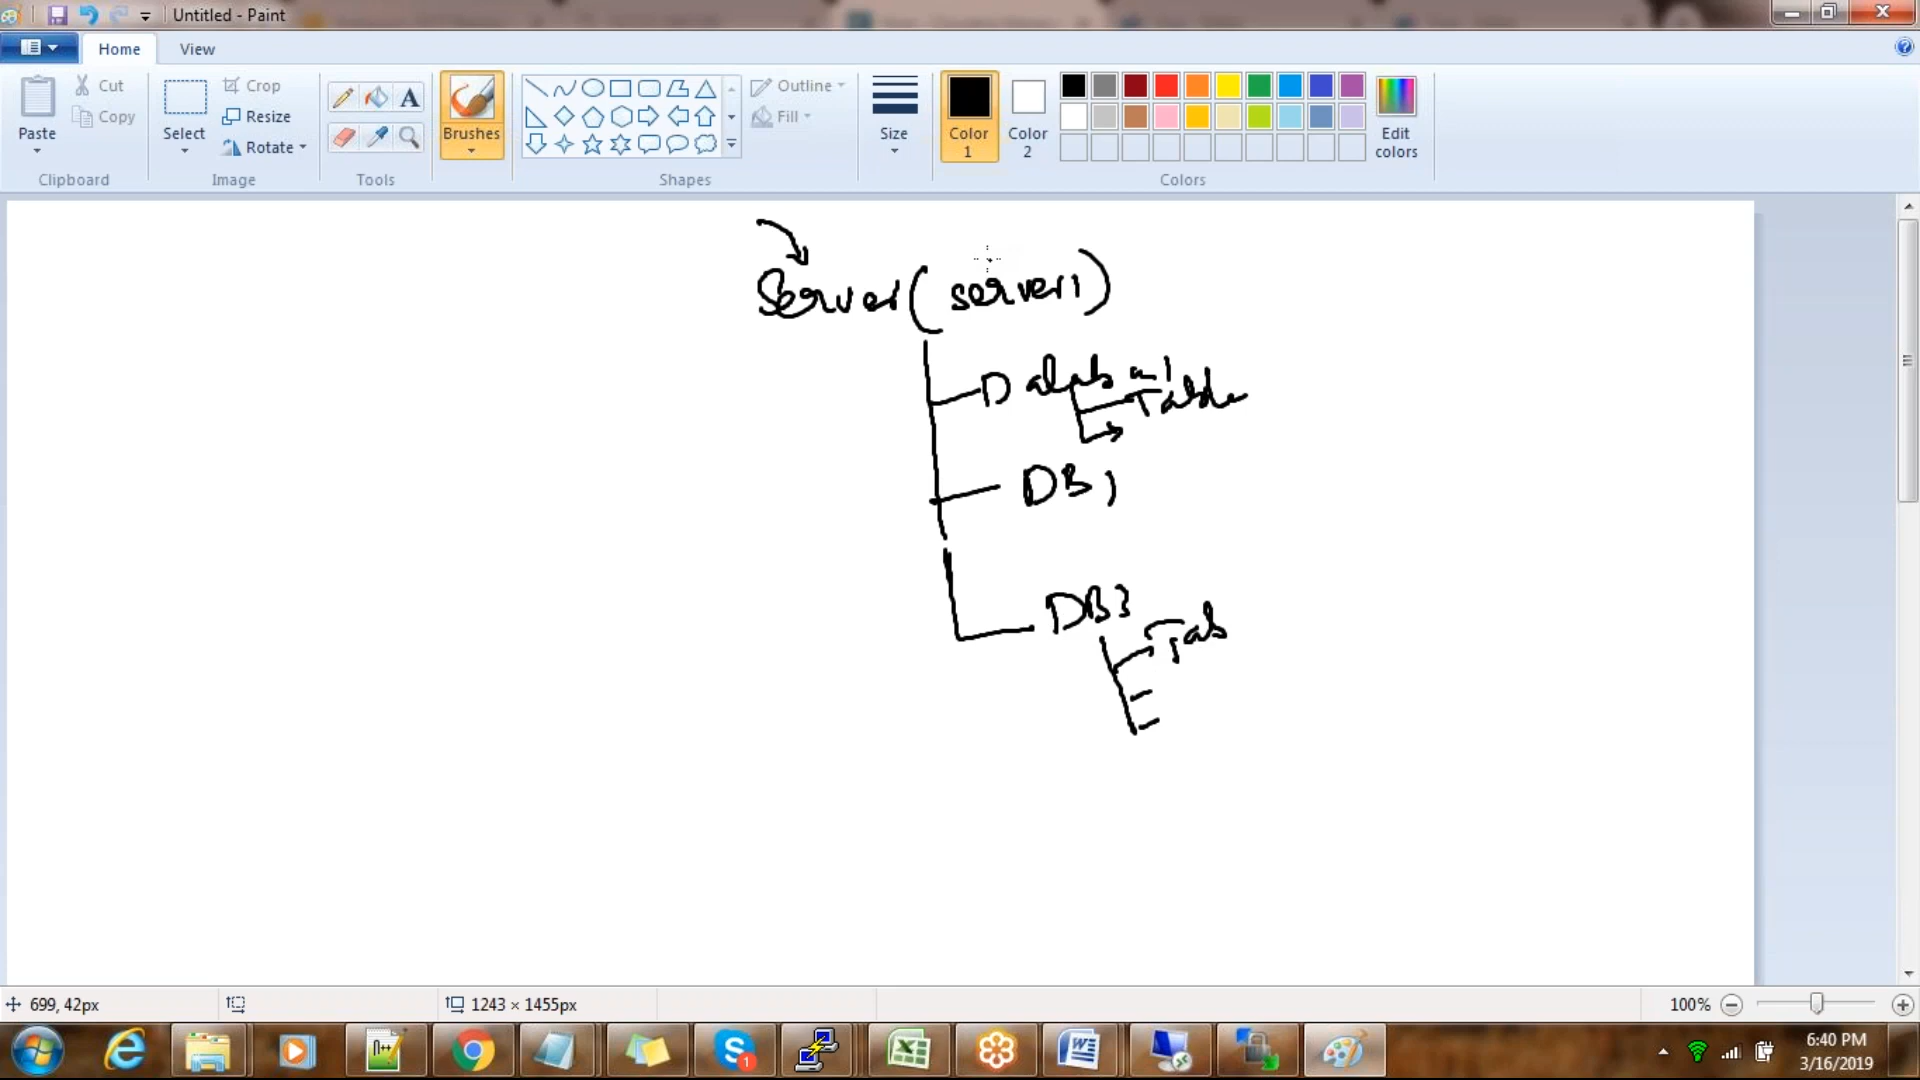 Untitled - Paint
Home View
Paste
Cut
Copy
Clipboard
Select
Crop
Resize
Rotate
Image
A
Tools
Brushes
Shapes
Outline
Fill
Size
Color 1
Color 2
Edit colors
Colors
Server( server1)
Table
DB1
DB3
Tab
699, 42px
1243 × 1455px
100%
6:40 PM
3/16/2019